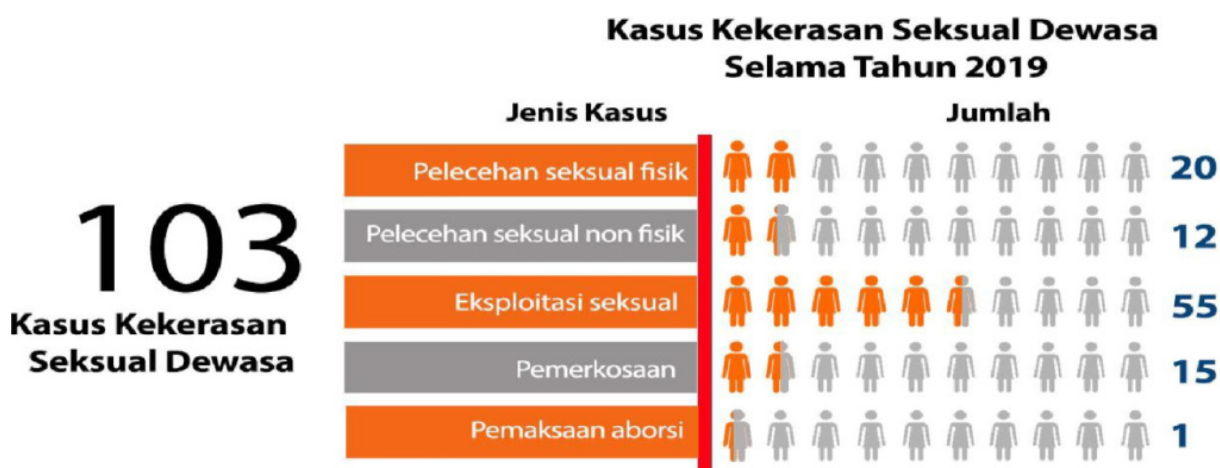 Kasus Kekerasan Seksual Dewasa
Selama Tahun 2019
Jenis Kasus Jumlah
103
Kasus Kekerasan
Seksual Dewasa
Pelecehan seksual fisik 20
Pelecehan seksual non fisik 12
Eksploitasi seksual 55
Pemerkosaan 15
Pemaksaan aborsi 1